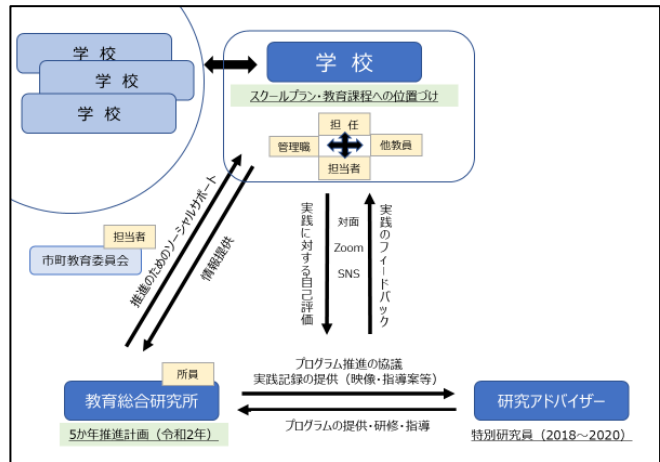 学 校
学 校
学 校
学 校
スクールプラン・教育課程への位置づけ
担 任
管理職
他教員
担当者
担当者
市町教育委員会
推進のためのソーシャルサポート
情報提供
実践に対する自己評価
対面
Zoom
SNS
実践のフィードバック
所員
教育総合研究所
5か年推進計画（令和2年）
プログラム推進の協議
実践記録の提供（映像・指導案等）
プログラムの提供・研修・指導
研究アドバイザー
特別研究員（2018～2020）